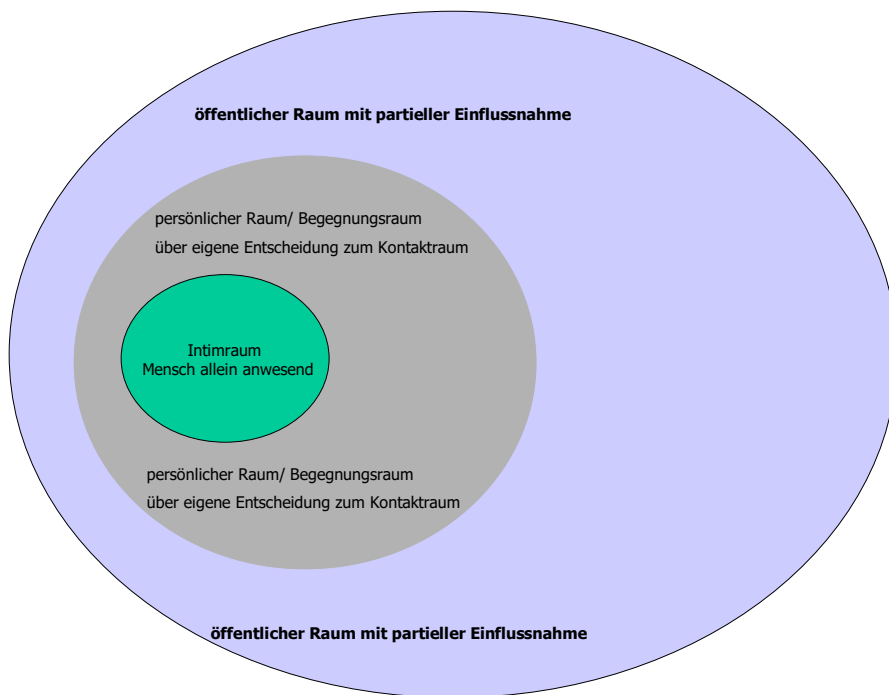 öffentlicher Raum mit partieller Einflussnahme
persönlicher Raum/ Begegnungsraum
über eigene Entscheidung zum Kontaktraum
Intimraum
Mensch allein anwesend
persönlicher Raum/ Begegnungsraum
über eigene Entscheidung zum Kontaktraum
öffentlicher Raum mit partieller Einflussnahme